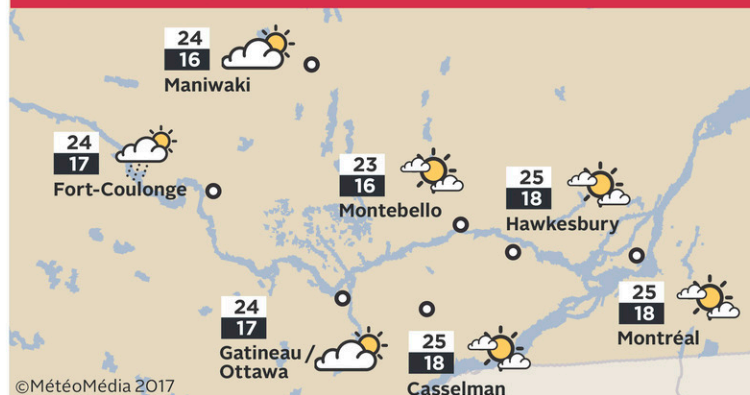 24
16
Maniwaki
24
17
Fort-Coulonge
23
16
Montebello
25
18
Hawkesbury
24
17
Gatineau/
Ottawa
25
18
Casselman
25
18
Montréal
©MétéoMédia 2017